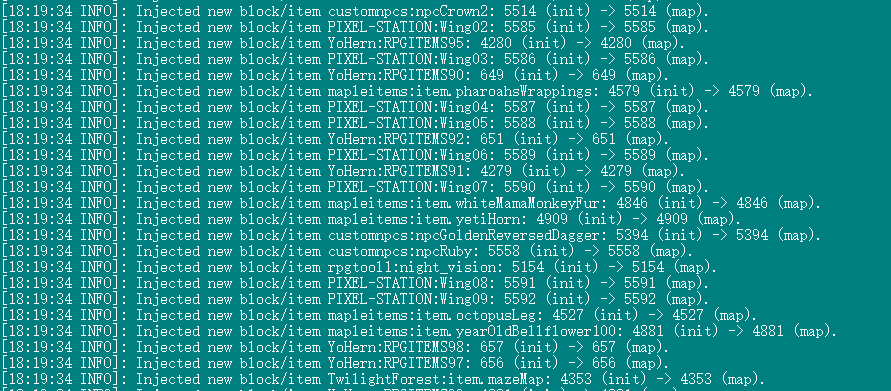 [18:19:34 INFO]: Injected new block/item customnpcs:npcCrown2: 5514 (init) -> 5514 (map).
[18:19:34 INFO]: Injected new block/item PIXEL-STATION:Wing02: 5585 (init) -> 5585 (map).
[18:19:34 INFO]: Injected new block/item YoHern:RPGITEMS95: 4280 (init) -> 4280 (map).
[18:19:34 INFO]: Injected new block/item PIXEL-STATION:Wing03: 5586 (init) -> 5586 (map).
[18:19:34 INFO]: Injected new block/item YoHern:RPGITEMS90: 649 (init) -> 649 (map).
[18:19:34 INFO]: Injected new block/item mapleitems:item.pharoahsWrappings: 4579 (init) -> 4579 (map).
[18:19:34 INFO]: Injected new block/item PIXEL-STATION:Wing04: 5587 (init) -> 5587 (map).
[18:19:34 INFO]: Injected new block/item PIXEL-STATION:Wing05: 5588 (init) -> 5588 (map).
[18:19:34 INFO]: Injected new block/item YoHern:RPGITEMS92: 651 (init) -> 651 (map).
[18:19:34 INFO]: Injected new block/item PIXEL-STATION:Wing06: 5589 (init) -> 5589 (map).
[18:19:34 INFO]: Injected new block/item YoHern:RPGITEMS91: 4279 (init) -> 4279 (map).
[18:19:34 INFO]: Injected new block/item PIXEL-STATION:Wing07: 5590 (init) -> 5590 (map).
[18:19:34 INFO]: Injected new block/item mapleitems:item.whiteMamaMonkeyFur: 4846 (init) -> 4846 (map).
[18:19:34 INFO]: Injected new block/item mapleitems:item.yetiHorn: 4909 (init) -> 4909 (map).
[18:19:34 INFO]: Injected new block/item customnpcs:npcGoldenReversedDagger: 5394 (init) -> 5394 (map).
[18:19:34 INFO]: Injected new block/item customnpcs:npcRuby: 5558 (init) -> 5558 (map).
[18:19:34 INFO]: Injected new block/item rpgtooll:night_vision: 5154 (init) -> 5154 (map).
[18:19:34 INFO]: Injected new block/item PIXEL-STATION:Wing08: 5591 (init) -> 5591 (map).
[18:19:34 INFO]: Injected new block/item PIXEL-STATION:Wing09: 5592 (init) -> 5592 (map).
[18:19:34 INFO]: Injected new block/item mapleitems:item.octopusLeg: 4527 (init) -> 4527 (map).
[18:19:34 INFO]: Injected new block/item mapleitems:item.yearOldBellflower100: 4881 (init) -> 4881 (map).
[18:19:34 INFO]: Injected new block/item YoHern:RPGITEMS98: 657 (init) -> 657 (map).
[18:19:34 INFO]: Injected new block/item YoHern:RPGITEMS97: 656 (init) -> 656 (map).
[18:19:34 INFO]: Injected new block/item TwilightForest:item.mazeMap: 4353 (init) -> 4353 (map).